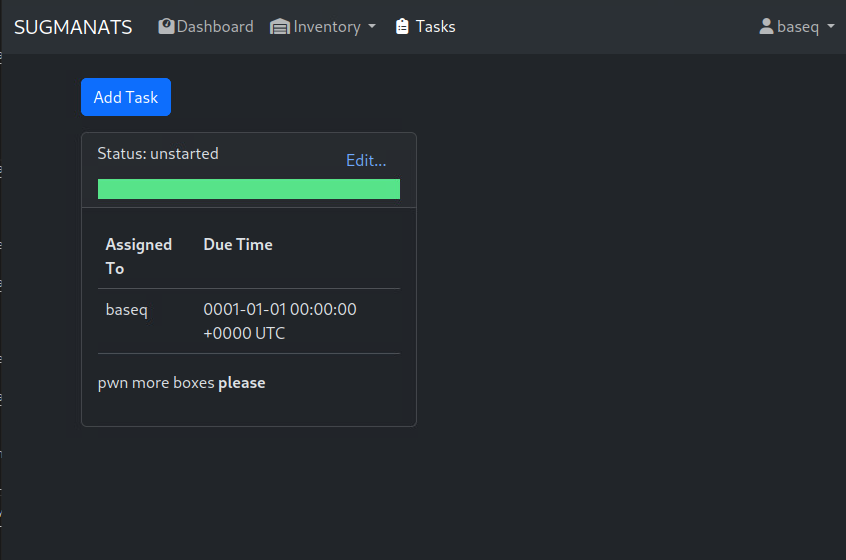 SUGMANATS Dashboard Inventory Tasks baseq
Add Task
Status: unstarted
Edit...
Assigned To Due Time
baseq 0001-01-01 00:00:00 +0000 UTC
pwn more boxes please